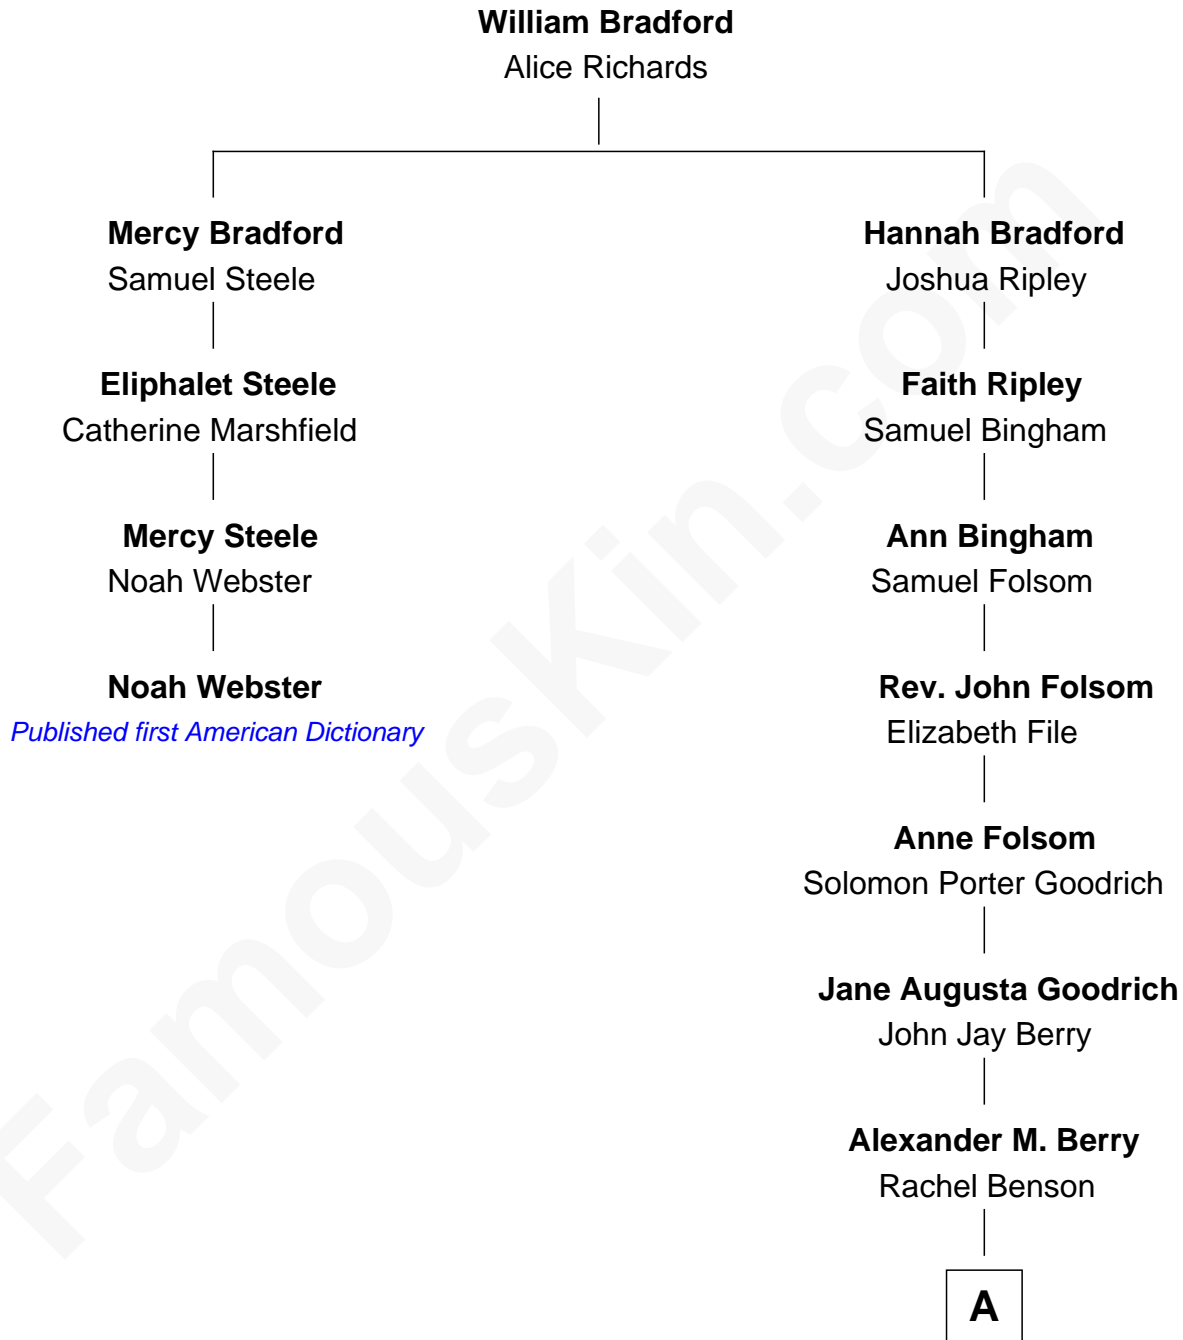 William Bradford
Alice Richards
Mercy Bradford
Samuel Steele
Hannah Bradford
Joshua Ripley
Eliphalet Steele
Catherine Marshfield
Faith Ripley
Samuel Bingham
Mercy Steele
Noah Webster
Ann Bingham
Samuel Folsom
Noah Webster
Published first American Dictionary
Rev. John Folsom
Elizabeth File
Anne Folsom
Solomon Porter Goodrich
Jane Augusta Goodrich
John Jay Berry
Alexander M. Berry
Rachel Benson
A
FamousKin.com